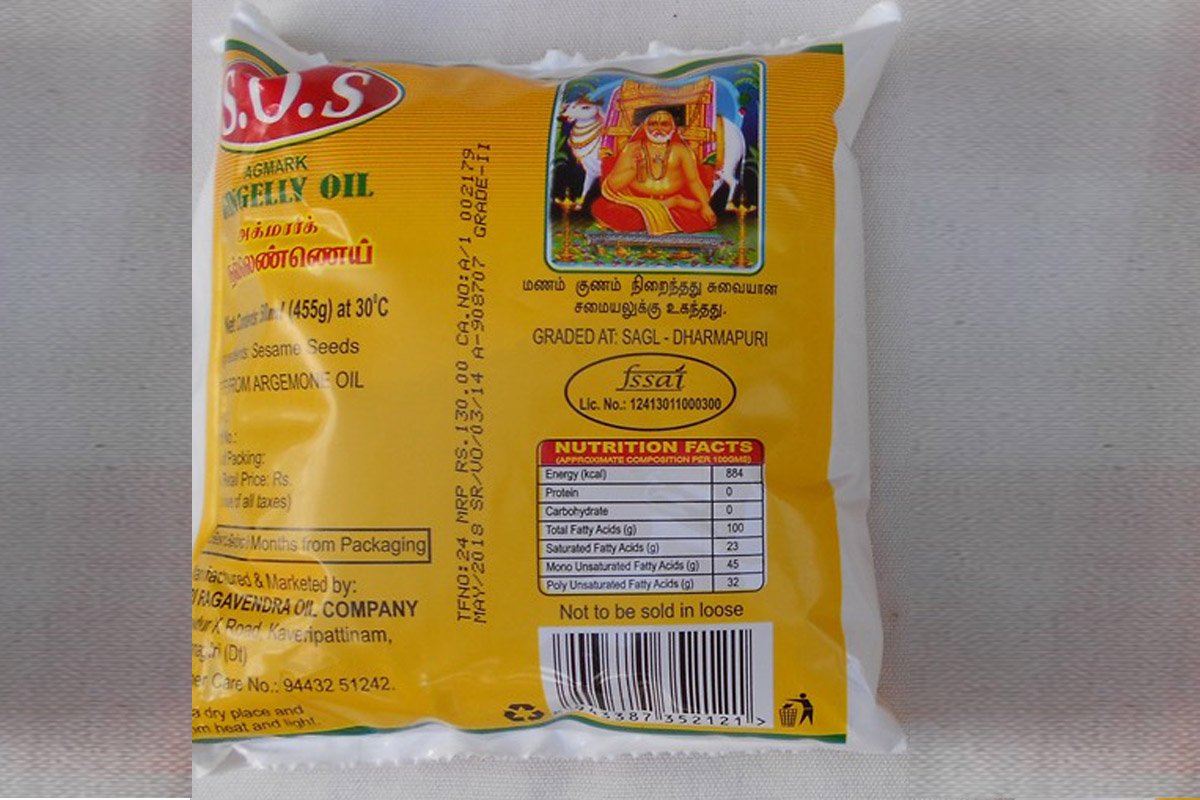 S.V.S
AGMARK
GINGELLY OIL
அக்மார்க்
நல்லெண்ணெய்
(455g) at 30°C
Sesame Seeds
FROM ARGEMONE OIL
No.:
Packing:
Price: Rs.
of all taxes)
Months from Packaging
& Marketed by:
RAGAVENDRA OIL COMPANY
K Road, Kaveripattinam,
(Dt)
Care No.: 94432 51242.
dry place and
heat and light.
TFNO:24 MRP RS.130.00 CA.NO:A/1 002179
MAY/2018 SR/VO/03/14 A-908707 GRADE-II
மணம் குணம் நிறைந்தது சுவையான
சமையலுக்கு உகந்தது.
GRADED AT: SAGL - DHARMAPURI
fssai
Lic. No.: 12413011000300
NUTRITION FACTS
(APPROXIMATE COMPOSITION PER 100GMS)
Energy (kcal) 884
Protein 0
Carbohydrate 0
Total Fatty Acids (g) 100
Saturated Fatty Acids (g) 23
Mono Unsaturated Fatty Acids (g) 45
Poly Unsaturated Fatty Acids (g) 32
Not to be sold in loose
943387 352121 >